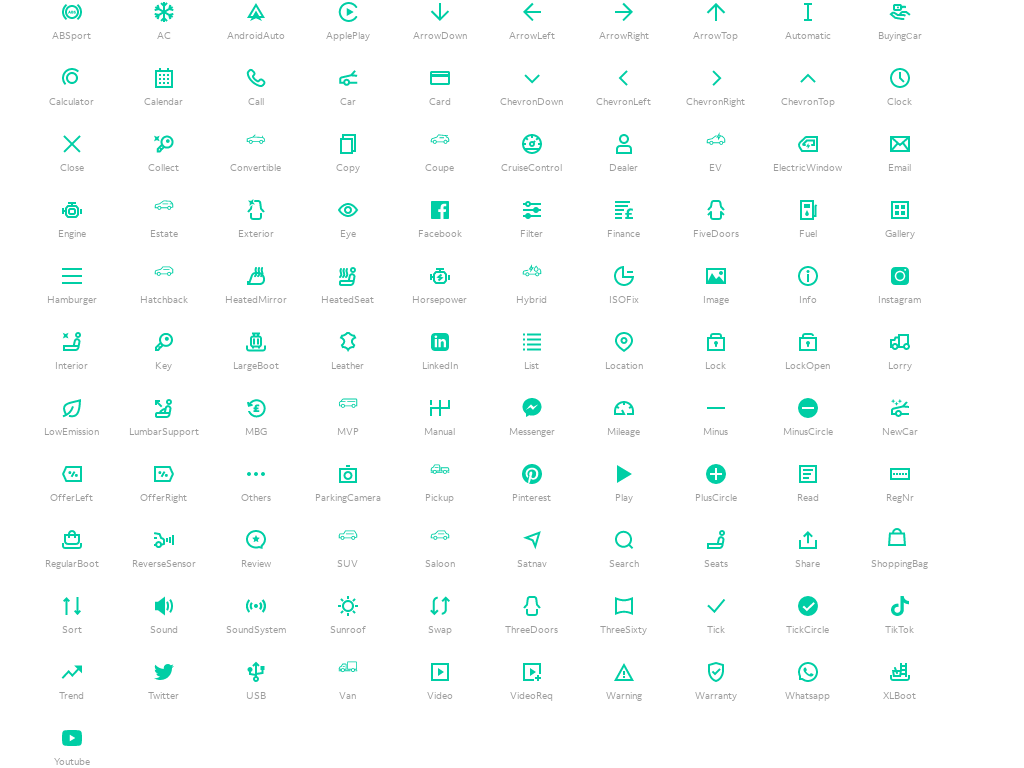 ABSport AC AndroidAuto ApplePlay ArrowDown ArrowLeft ArrowRight ArrowTop Automatic BuyingCar
Calculator Calendar Call Car Card ChevronDown ChevronLeft ChevronRight ChevronTop Clock
Close Collect Convertible Copy Coupe CruiseControl Dealer EV ElectricWindow Email
Engine Estate Exterior Eye Facebook Filter Finance FiveDoors Fuel Gallery
Hamburger Hatchback HeatedMirror HeatedSeat Horsepower Hybrid ISOFix Image Info Instagram
Interior Key LargeBoot Leather LinkedIn List Location Lock LockOpen Lorry
LowEmission LumbarSupport MBG MVP Manual Messenger Mileage Minus MinusCircle NewCar
OfferLeft OfferRight Others ParkingCamera Pickup Pinterest Play PlusCircle Read RegNr
RegularBoot ReverseSensor Review SUV Saloon Satnav Search Seats Share ShoppingBag
Sort Sound SoundSystem Sunroof Swap ThreeDoors ThreeSixty Tick TickCircle TikTok
Trend Twitter USB Van Video VideoReq Warning Warranty Whatsapp XLBoot
Youtube